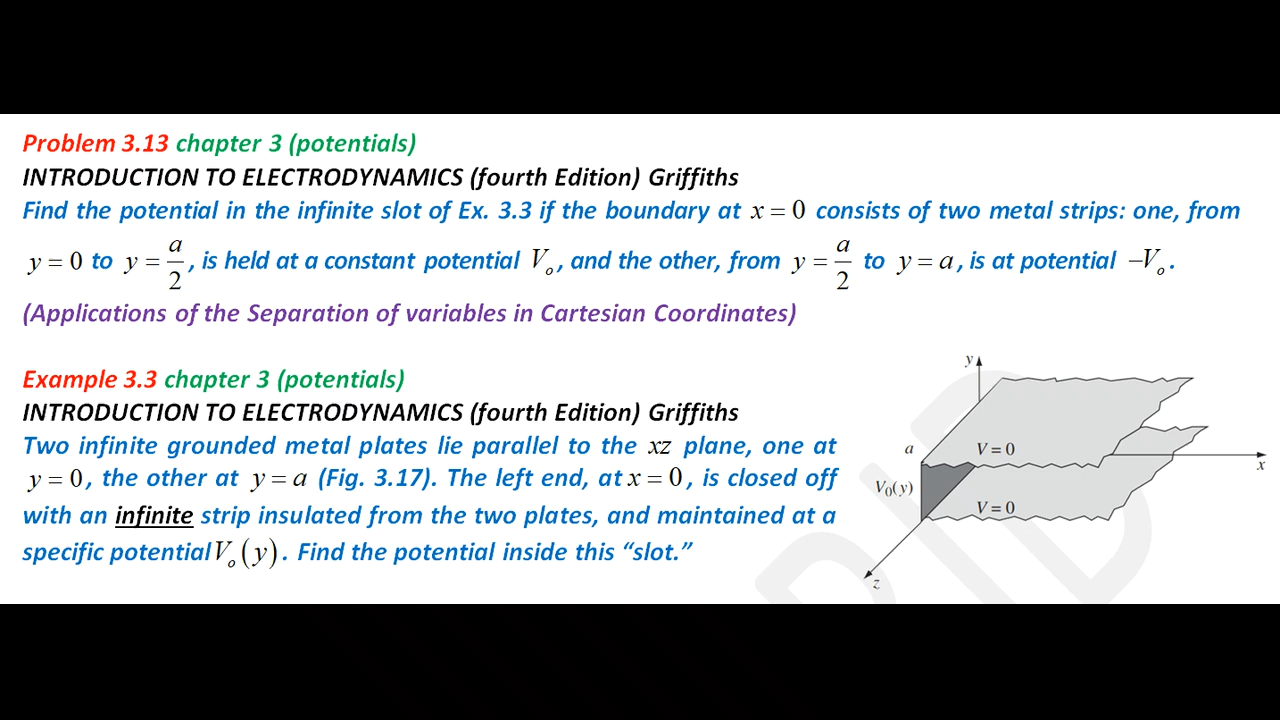 Problem 3.13 chapter 3 (potentials)
INTRODUCTION TO ELECTRODYNAMICS (fourth Edition) Griffiths
Find the potential in the infinite slot of Ex. 3.3 if the boundary at x = 0 consists of two metal strips: one, from
y = 0 to y = a/2, is held at a constant potential Vₒ, and the other, from y = a/2 to y = a, is at potential −Vₒ.
(Applications of the Separation of variables in Cartesian Coordinates)
Example 3.3 chapter 3 (potentials)
INTRODUCTION TO ELECTRODYNAMICS (fourth Edition) Griffiths
Two infinite grounded metal plates lie parallel to the xz plane, one at
y = 0, the other at y = a (Fig. 3.17). The left end, at x = 0, is closed off
with an infinite strip insulated from the two plates, and maintained at a
specific potential Vₒ(y). Find the potential inside this “slot.”
y
a
V = 0
x
V₀(y)
V = 0
z